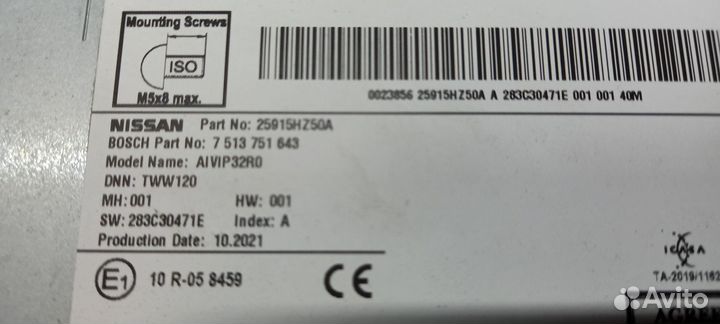 Mounting Screws
ISO
M5x8 max.
0023856 25915HZ50A A 283C30471E 001 001 40M
NISSAN Part No: 25915HZ50A
BOSCH Part No: 7 513 751 643
Model Name: AIVIP32R0
DNN: TWW120
MH:001 HW: 001
SW: 283C30471E Index: A
Production Date: 10.2021
E1 10 R-05 8459 CE
ICASA
TA-2019/1162
AGREE
Avito